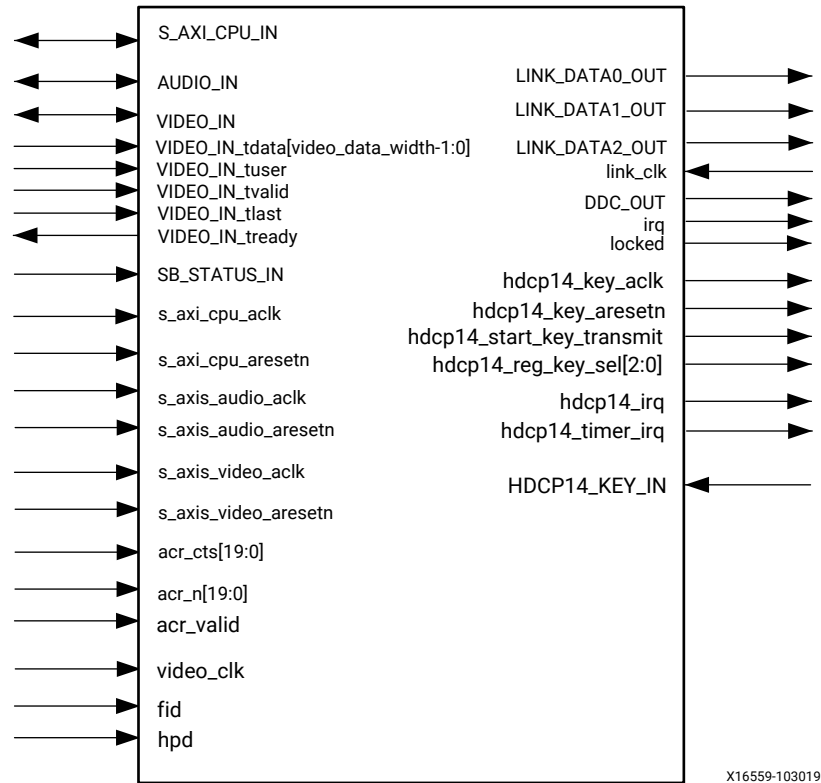 S_AXI_CPU_IN
AUDIO_IN
VIDEO_IN
VIDEO_IN_tdata[video_data_width-1:0]
VIDEO_IN_tuser
VIDEO_IN_tvalid
VIDEO_IN_tlast
VIDEO_IN_tready
SB_STATUS_IN
s_axi_cpu_aclk
s_axi_cpu_aresetn
s_axis_audio_aclk
s_axis_audio_aresetn
s_axis_video_aclk
s_axis_video_aresetn
acr_cts[19:0]
acr_n[19:0]
acr_valid
video_clk
fid
hpd
LINK_DATA0_OUT
LINK_DATA1_OUT
LINK_DATA2_OUT
link_clk
DDC_OUT
irq
locked
hdcp14_key_aclk
hdcp14_key_aresetn
hdcp14_start_key_transmit
hdcp14_reg_key_sel[2:0]
hdcp14_irq
hdcp14_timer_irq
HDCP14_KEY_IN
X16559-103019